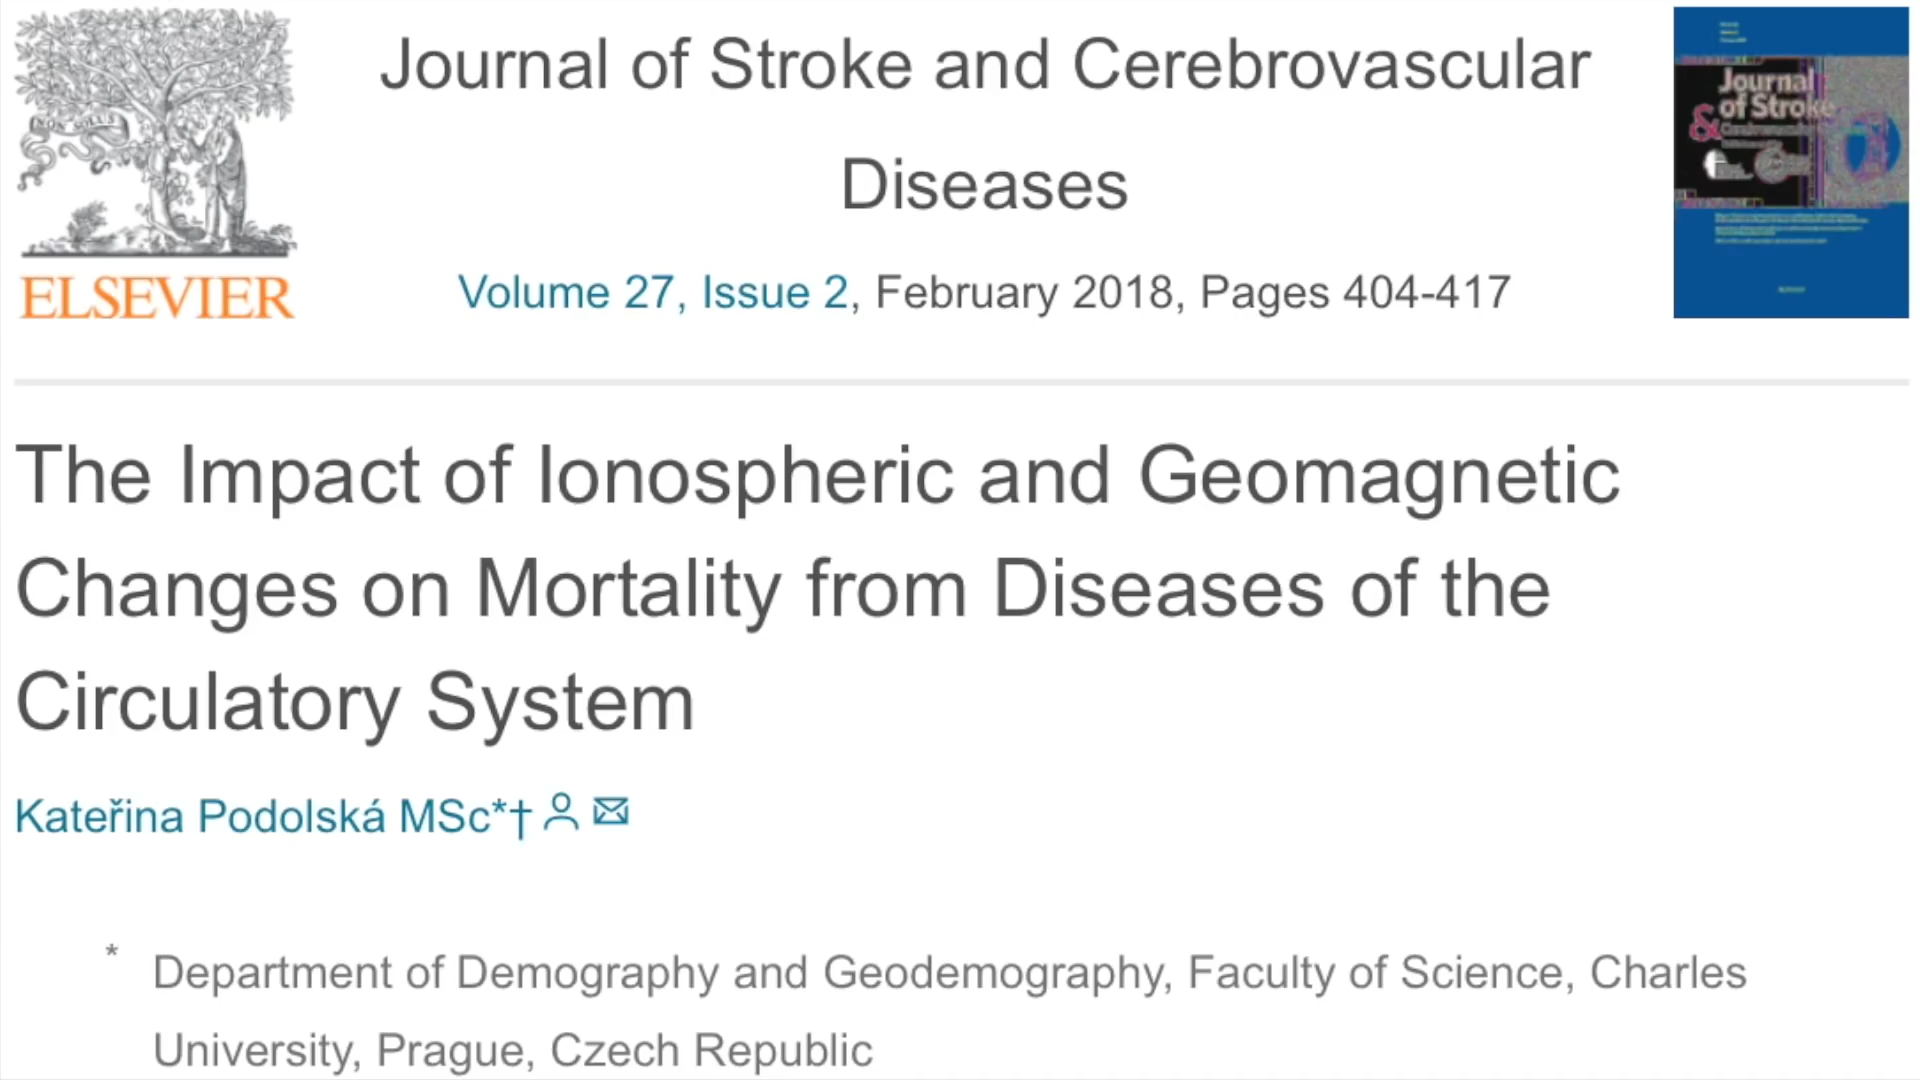 NON SOLUS
ELSEVIER
Journal of Stroke and Cerebrovascular
Diseases
Volume 27, Issue 2, February 2018, Pages 404-417
Journal
of Stroke
&
The Impact of Ionospheric and Geomagnetic
Changes on Mortality from Diseases of the
Circulatory System
Kateřina Podolská MSc*†
* Department of Demography and Geodemography, Faculty of Science, Charles
University, Prague, Czech Republic